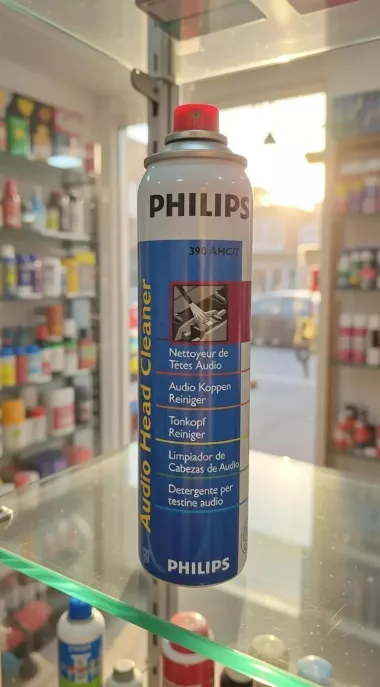 PHILIPS
390 AHC/2
Audio Head Cleaner
Nettoyeur de
Têtes Audio
Audio Koppen
Reiniger
Tonkopf
Reiniger
Limpiador de
Cabezas de Audio
Detergente per
testine audio
PHILIPS